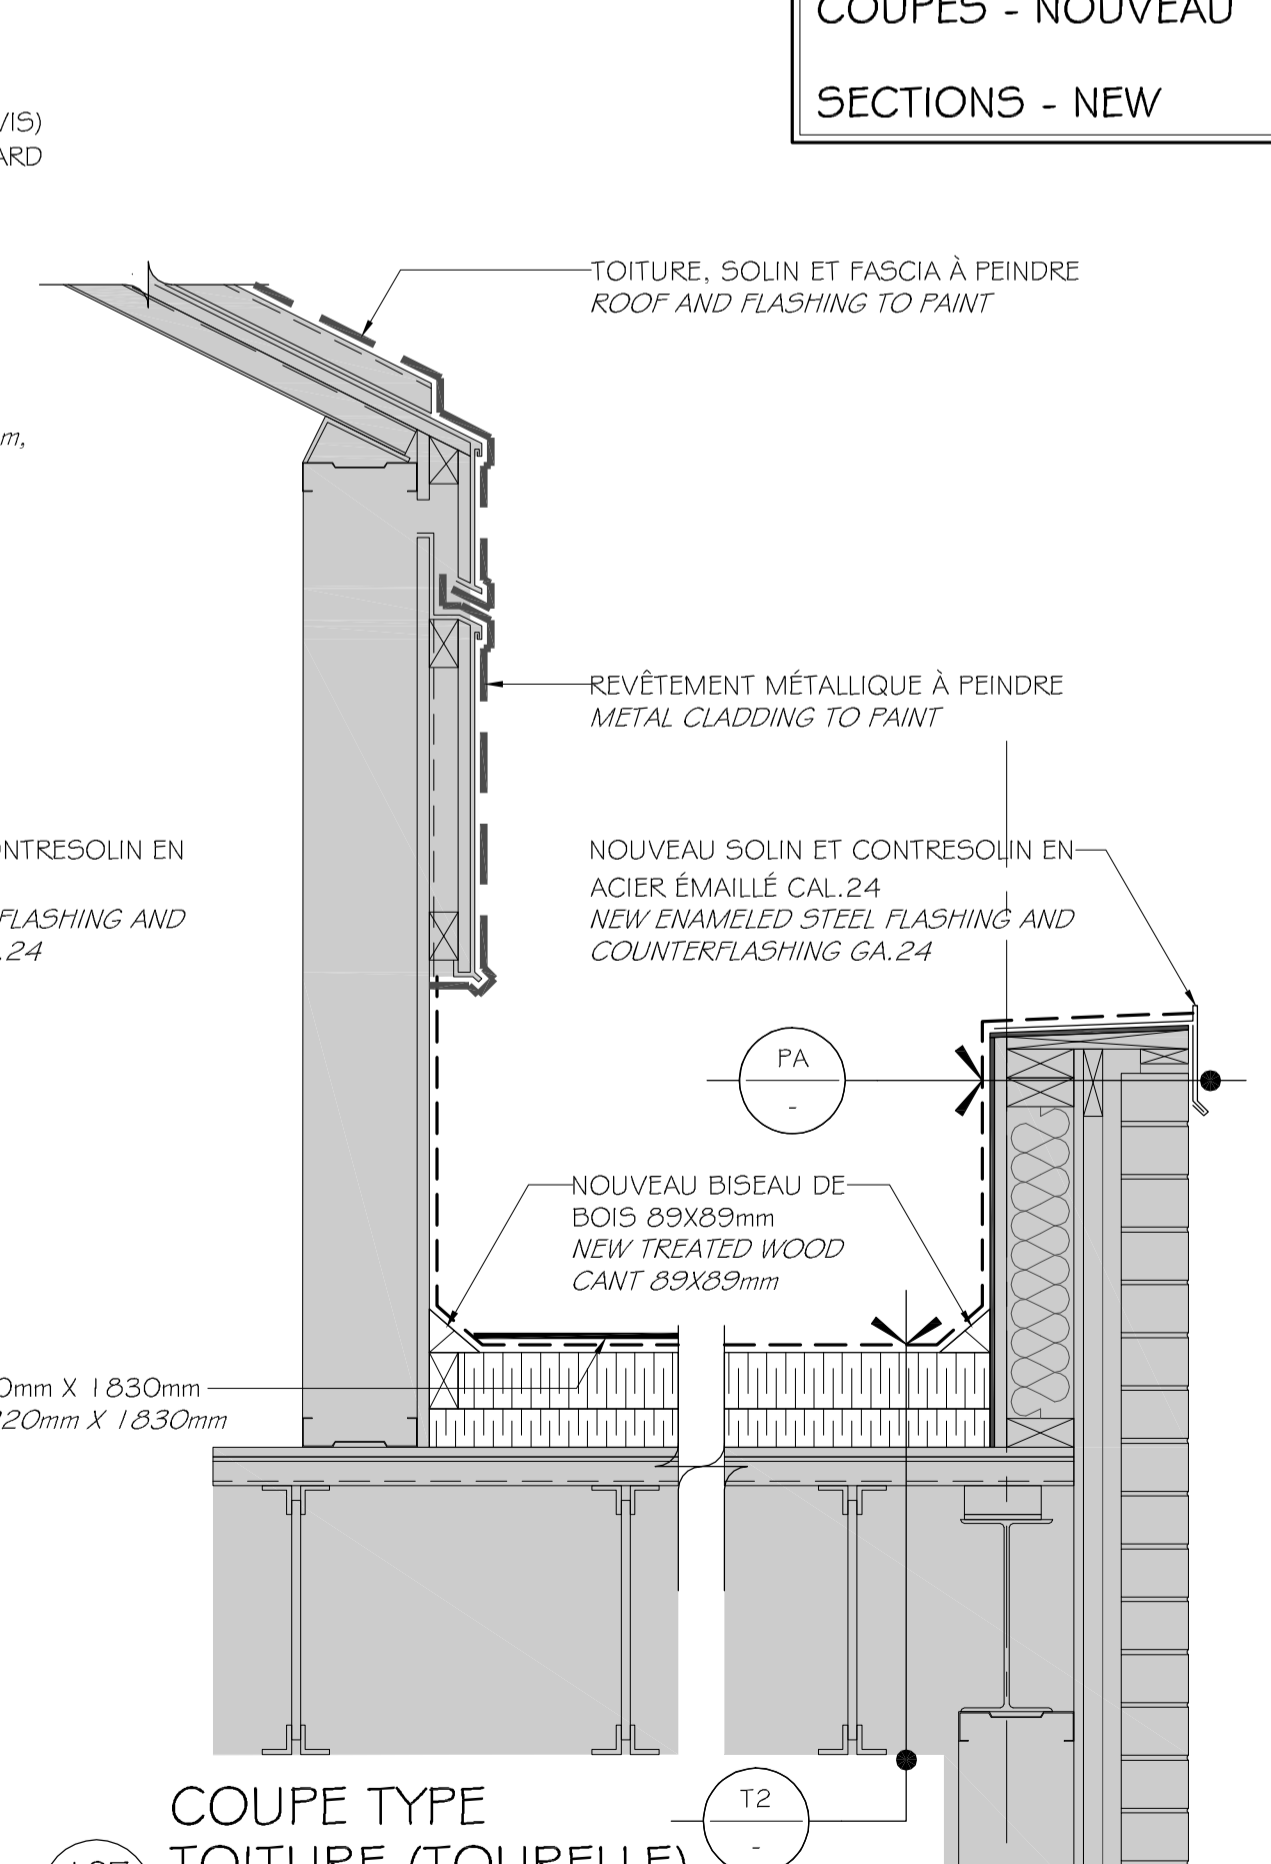 COUPES - NOUVEAU
SECTIONS - NEW
TOITURE, SOLIN ET FASCIA À PEINDRE
ROOF AND FLASHING TO PAINT
REVÊTEMENT MÉTALLIQUE À PEINDRE
METAL CLADDING TO PAINT
ONTRESOLIN EN
FLASHING AND
.24
NOUVEAU SOLIN ET CONTRESOLIN EN
ACIER ÉMAILLÉ CAL.24
NEW ENAMELED STEEL FLASHING AND
COUNTERFLASHING GA.24
PA
-
NOUVEAU BISEAU DE
BOIS 89X89mm
NEW TREATED WOOD
CANT 89X89mm
0mm X 1830mm
20mm X 1830mm
COUPE TYPE
TOITURE (TOURELLE)
T2
-